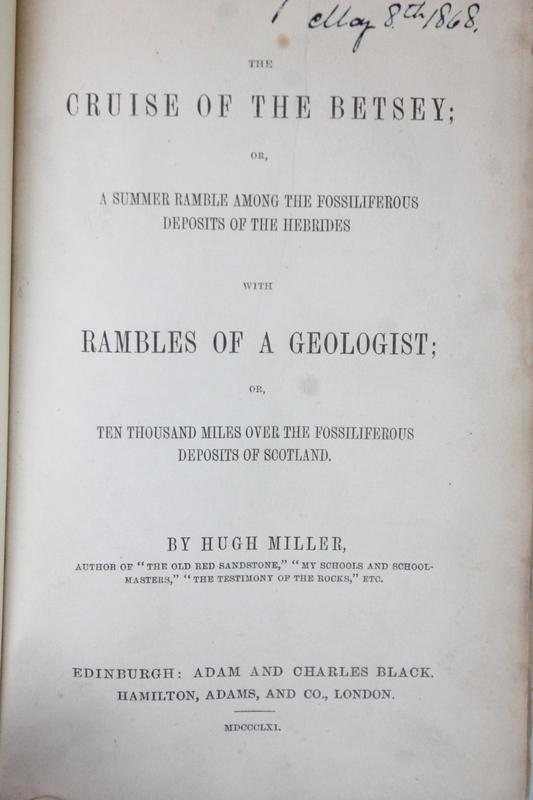 May 8.th 1868.
THE
CRUISE OF THE BETSEY;
OR,
A SUMMER RAMBLE AMONG THE FOSSILIFEROUS
DEPOSITS OF THE HEBRIDES
WITH
RAMBLES OF A GEOLOGIST;
OR,
TEN THOUSAND MILES OVER THE FOSSILIFEROUS
DEPOSITS OF SCOTLAND.
BY HUGH MILLER,
AUTHOR OF "THE OLD RED SANDSTONE," "MY SCHOOLS AND SCHOOL-
MASTERS," "THE TESTIMONY OF THE ROCKS," ETC.
EDINBURGH: ADAM AND CHARLES BLACK.
HAMILTON, ADAMS, AND CO., LONDON.
MDCCCLXI.